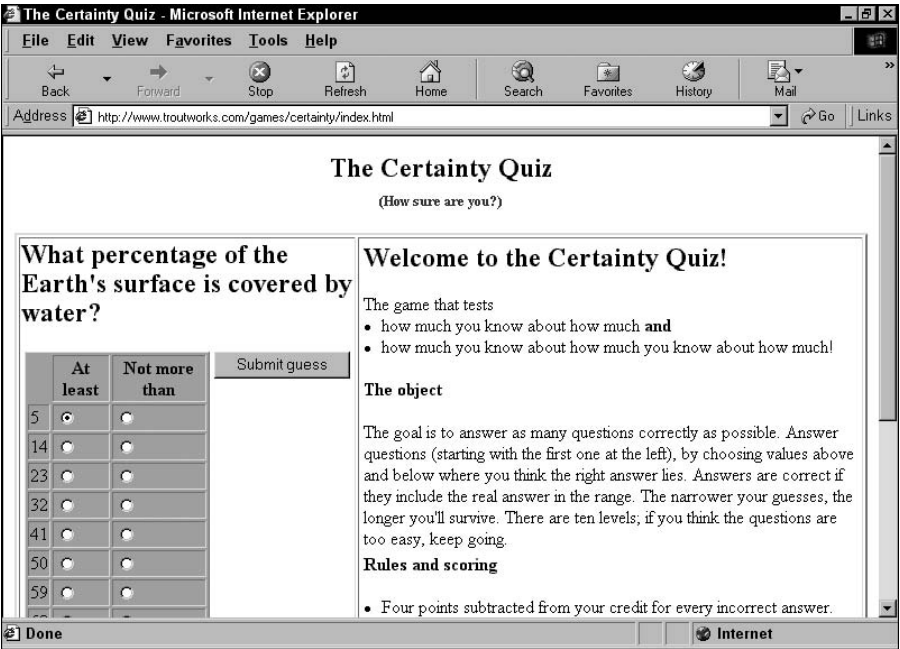 The Certainty Quiz - Microsoft Internet Explorer
File Edit View Favorites Tools Help
Back Forward Stop Refresh Home Search Favorites History Mail »
Address http://www.troutworks.com/games/certainty/index.html Go Links
The Certainty Quiz
(How sure are you?)
What percentage of the
Earth's surface is covered by
water?
At least Not more than
Submit guess
5
14
23
32
41
50
59
Welcome to the Certainty Quiz!
The game that tests
• how much you know about how much and
• how much you know about how much you know about how much!
The object
The goal is to answer as many questions correctly as possible. Answer
questions (starting with the first one at the left), by choosing values above
and below where you think the right answer lies. Answers are correct if
they include the real answer in the range. The narrower your guesses, the
longer you'll survive. There are ten levels; if you think the questions are
too easy, keep going.
Rules and scoring
• Four points subtracted from your credit for every incorrect answer.
Done Internet